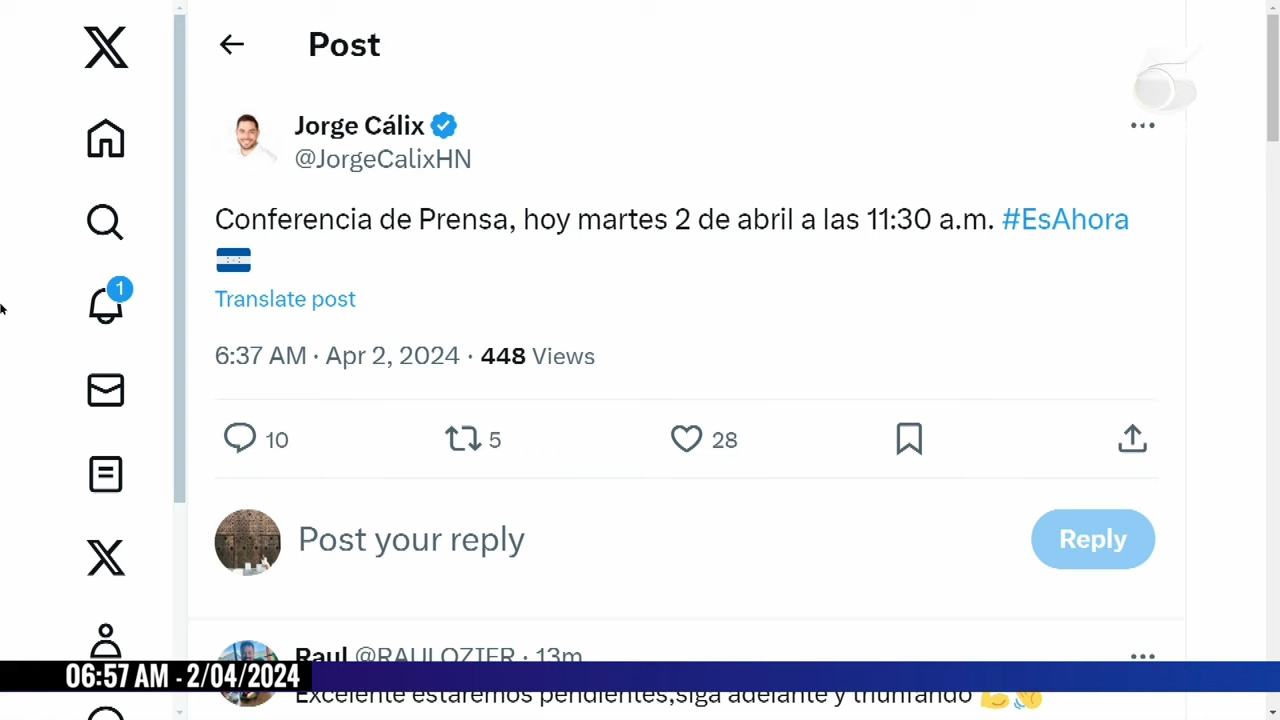 Post
Jorge Cálix
@JorgeCalixHN
Conferencia de Prensa, hoy martes 2 de abril a las 11:30 a.m. #EsAhora
Translate post
6:37 AM · Apr 2, 2024 · 448 Views
10 5 28
Post your reply
Reply
1
Raul @RAULOZIER · 13m
Excelente estaremos pendientes,siga adelante y triunfando
06:57 AM - 2/04/2024